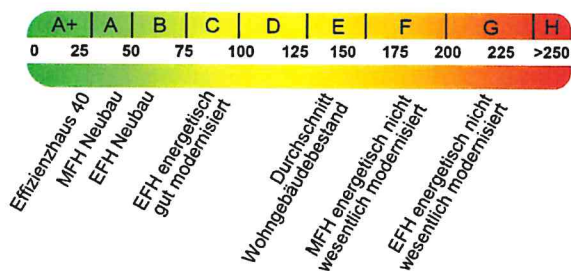 A+ A B C D E F G H
0 25 50 75 100 125 150 175 200 225 >250
Effizienzhaus 40
MFH Neubau
EFH Neubau
EFH energetisch
gut modernisiert
Durchschnitt
Wohngebäudebestand
MFH energetisch nicht
wesentlich modernisiert
EFH energetisch nicht
wesentlich modernisiert